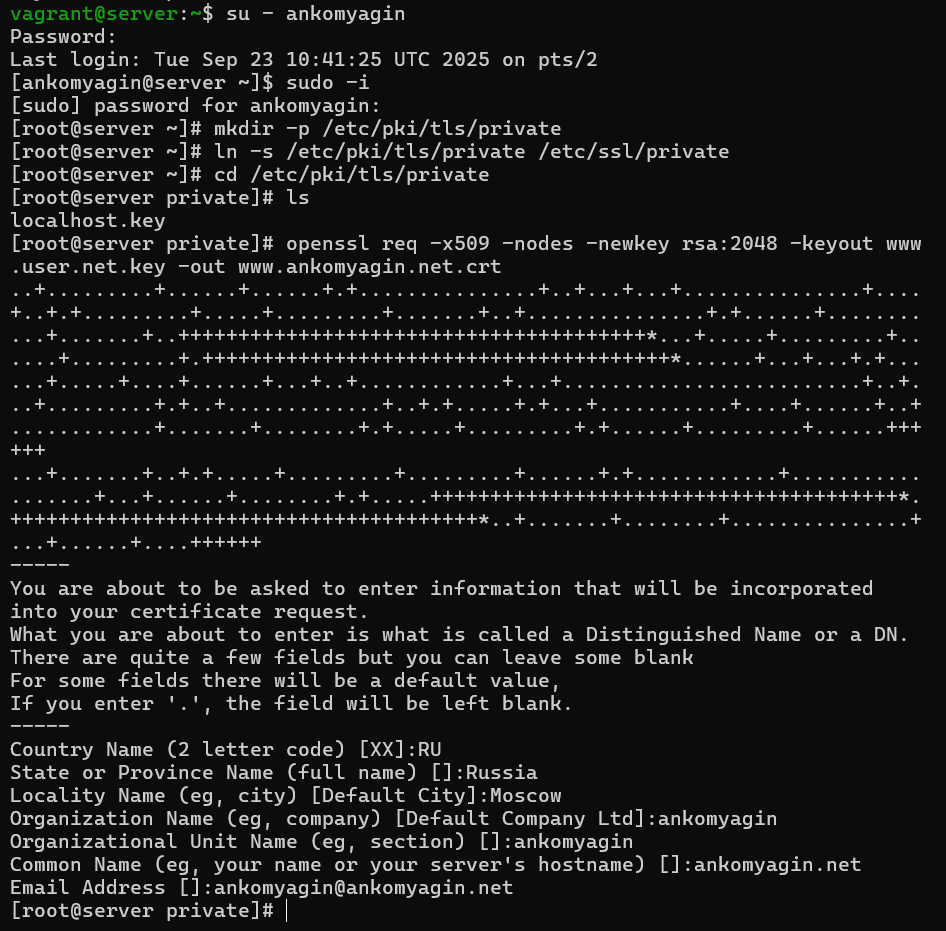 vagrant@server:~$ su - ankomyagin
Password:
Last login: Tue Sep 23 10:41:25 UTC 2025 on pts/2
[ankomyagin@server ~]$ sudo -i
[sudo] password for ankomyagin:
[root@server ~]# mkdir -p /etc/pki/tls/private
[root@server ~]# ln -s /etc/pki/tls/private /etc/ssl/private
[root@server ~]# cd /etc/pki/tls/private
[root@server private]# ls
localhost.key
[root@server private]# openssl req -x509 -nodes -newkey rsa:2048 -keyout www
.user.net.key -out www.ankomyagin.net.crt
..+.........+......+......+.+...............+..+...+...+...............+....
+..+.+.........+.....+.........+.......+..+...............+.+......+........
...+.......+..+++++++++++++++++++++++++++++++++++++++*...+.....+.........+..
....+.........+.+++++++++++++++++++++++++++++++++++++++*......+...+...+.+...
...+.....+....+......+...+..+............+...+.........................+..+.
..+.........+.+..+.............+..+.+.....+.+...+...........+....+......+..+
............+.......+........+.+.....+.........+.+......+.........+......+++
+++
...+.......+..+.+.....+.........+.........+......+.+............+...........
.......+...+......+........+.+.....+++++++++++++++++++++++++++++++++++++++*.
+++++++++++++++++++++++++++++++++++++++*..+.......+........+...............+
...+......+....++++++
-----
You are about to be asked to enter information that will be incorporated
into your certificate request.
What you are about to enter is what is called a Distinguished Name or a DN.
There are quite a few fields but you can leave some blank
For some fields there will be a default value,
If you enter '.', the field will be left blank.
-----
Country Name (2 letter code) [XX]:RU
State or Province Name (full name) []:Russia
Locality Name (eg, city) [Default City]:Moscow
Organization Name (eg, company) [Default Company Ltd]:ankomyagin
Organizational Unit Name (eg, section) []:ankomyagin
Common Name (eg, your name or your server's hostname) []:ankomyagin.net
Email Address []:ankomyagin@ankomyagin.net
[root@server private]#